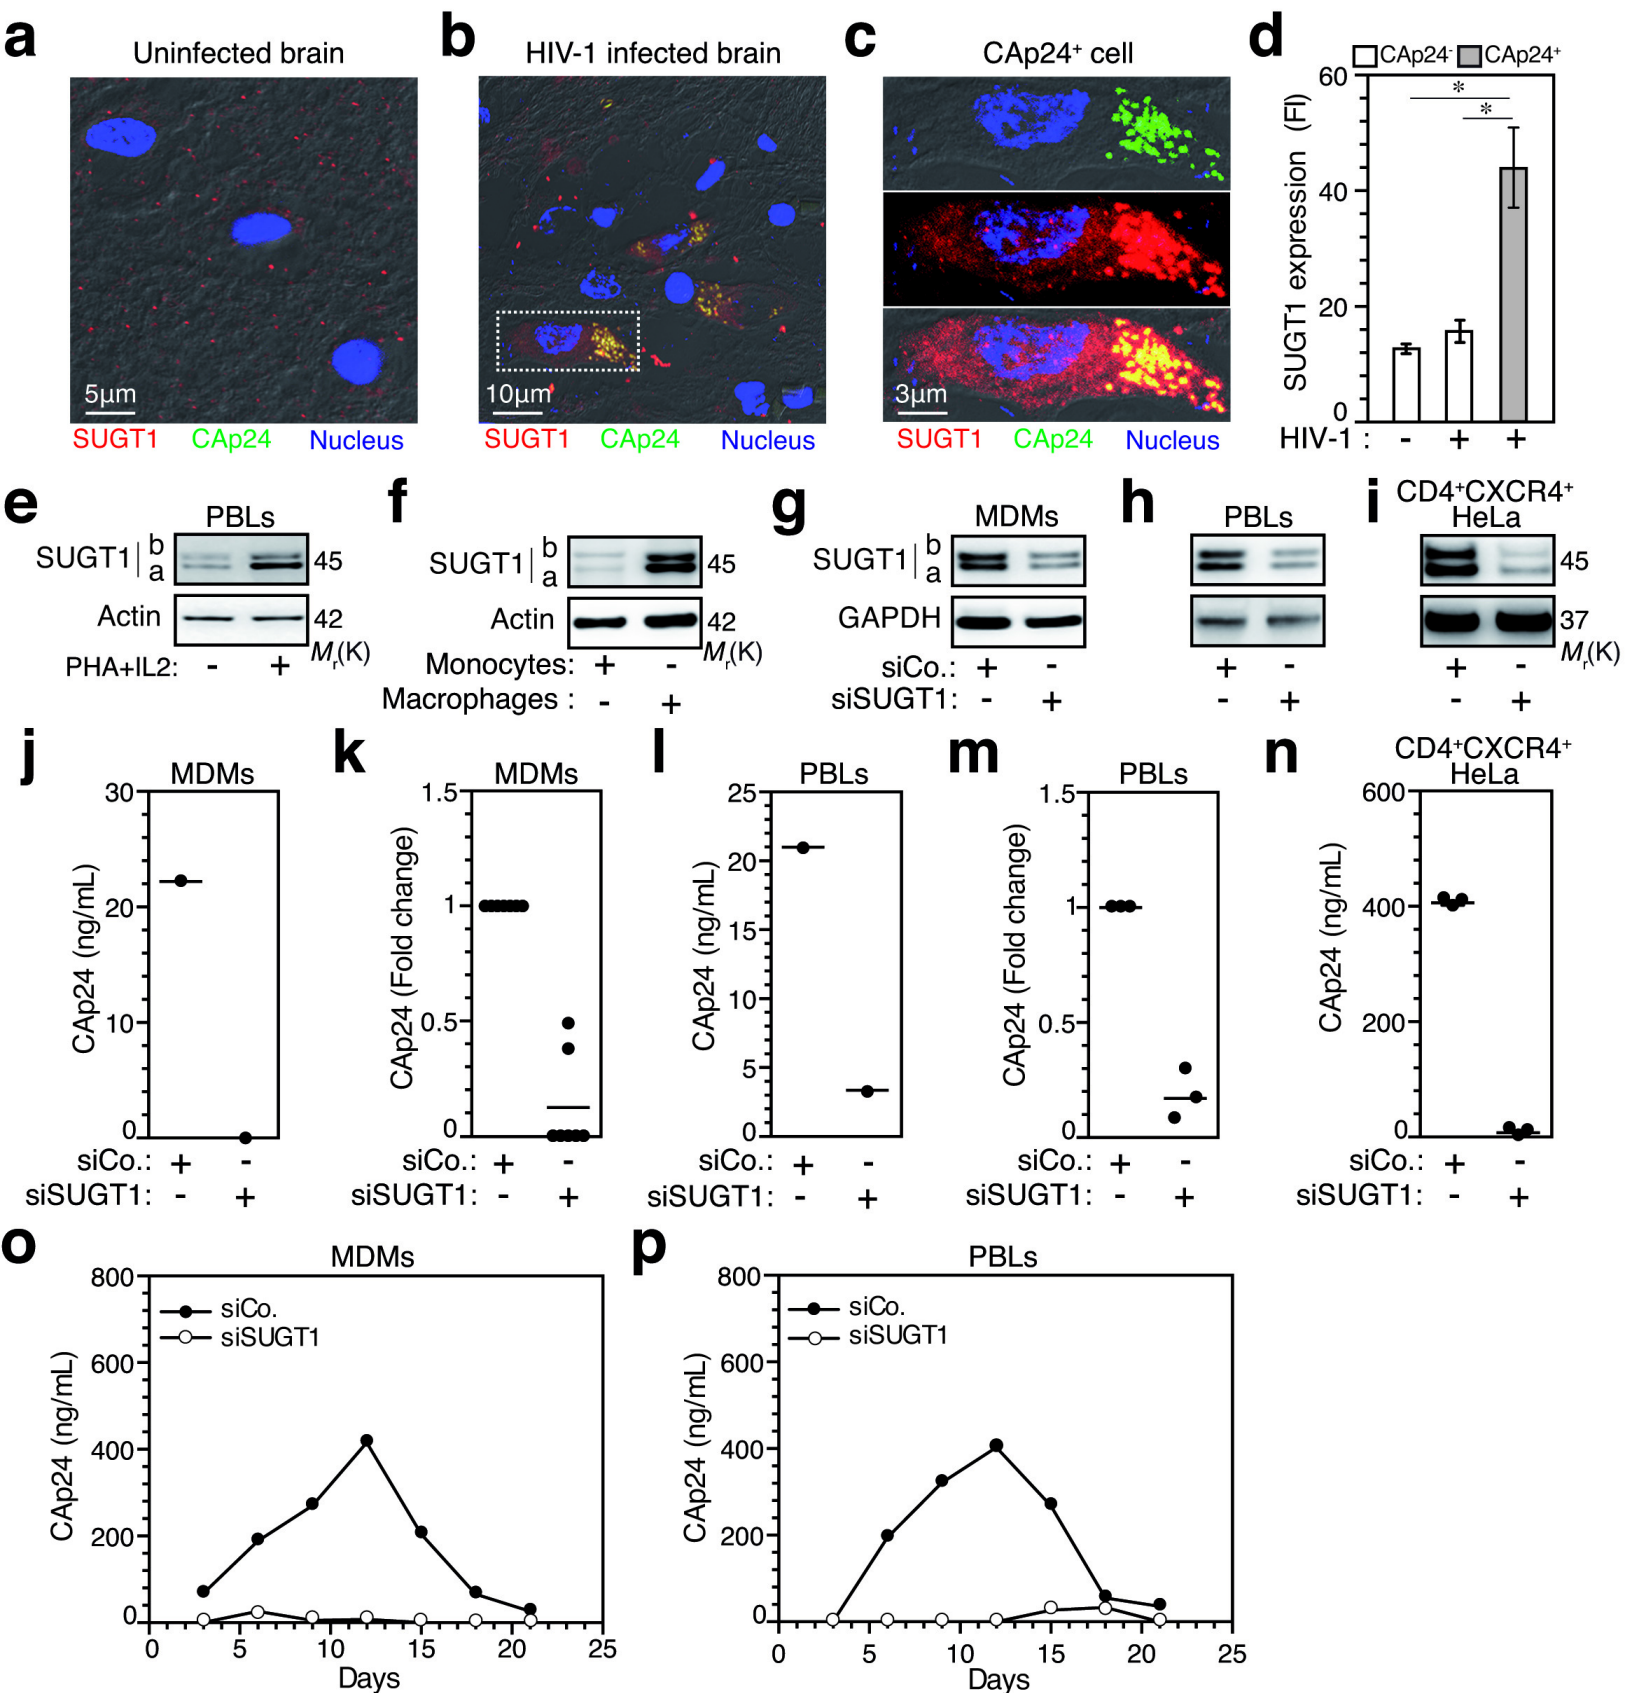 a
Uninfected brain
5µm
SUGT1 CAp24 Nucleus
b
HIV-1 infected brain
10µm
SUGT1 CAp24 Nucleus
c
CAp24+ cell
3µm
SUGT1 CAp24 Nucleus
d
CAp24- CAp24+
SUGT1 expression (FI)
60
40
20
0
*
*
HIV-1 : - + +
e
PBLs
SUGT1 b
a
45
Actin 42
Mr(K)
PHA+IL2: - +
f
SUGT1 b
a
45
Actin 42
Mr(K)
Monocytes: + -
Macrophages : - +
g
MDMs
SUGT1 b
a
GAPDH
siCo.: + -
siSUGT1: - +
h
PBLs
+ -
- +
i
CD4+CXCR4+
HeLa
45
37
Mr(K)
+ -
- +
j
MDMs
CAp24 (ng/mL)
30
20
10
0
siCo.: + -
siSUGT1: - +
k
MDMs
CAp24 (Fold change)
1.5
1
0.5
0
siCo.: + -
siSUGT1: - +
l
PBLs
CAp24 (ng/mL)
25
20
15
10
5
0
siCo.: + -
siSUGT1: - +
m
PBLs
CAp24 (Fold change)
1.5
1
0.5
0
siCo.: + -
siSUGT1: - +
n
CD4+CXCR4+
HeLa
CAp24 (ng/mL)
600
400
200
0
siCo.: + -
siSUGT1: - +
o
MDMs
CAp24 (ng/mL)
800
600
400
200
0
siCo.
siSUGT1
0 5 10 15 20 25
Days
p
PBLs
CAp24 (ng/mL)
800
600
400
200
0
siCo.
siSUGT1
0 5 10 15 20 25
Days